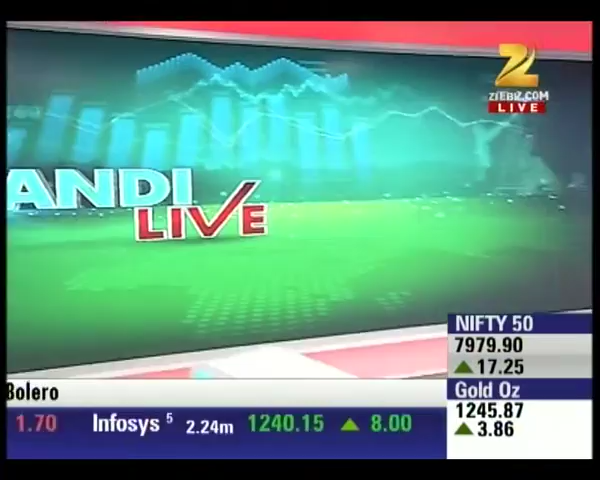 ZEEBIZ.COM
LIVE
ANDI
LIVE
NIFTY 50
7979.90
▲ 17.25
Gold Oz
1245.87
▲ 3.86
Bolero
1.70 Infosys 5 2.24m 1240.15 ▲ 8.00